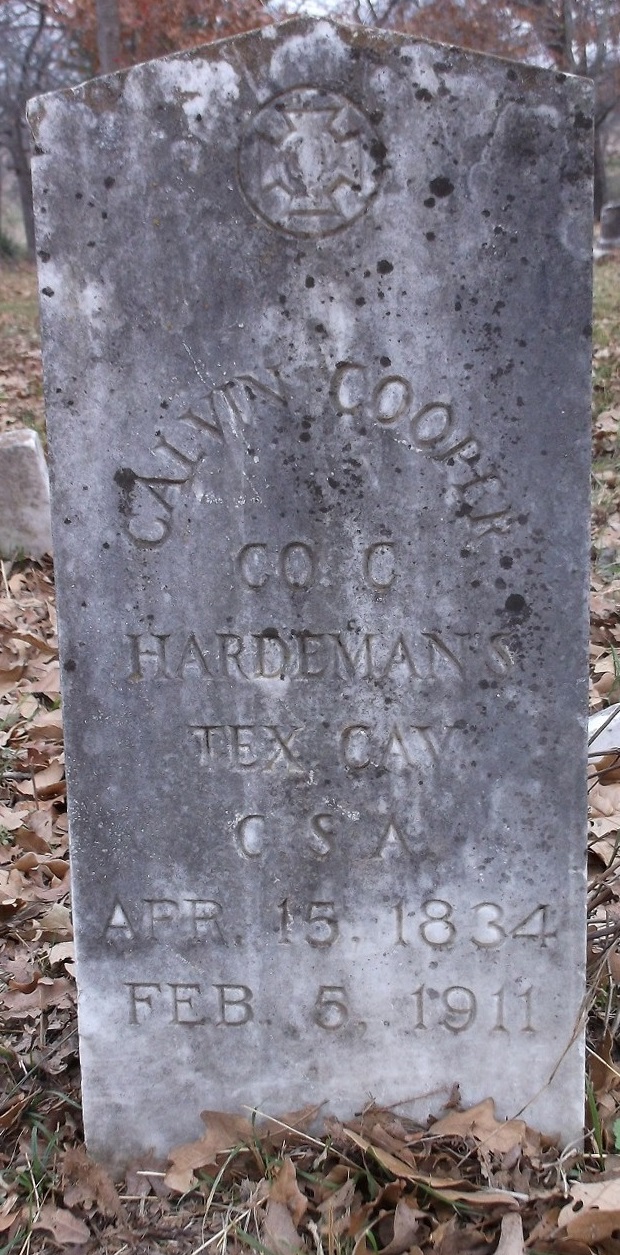 CALVIN COOPER
CO C
HARDEMAN'S
TEX CAV
C S A
APR. 15, 1834
FEB. 5, 1911